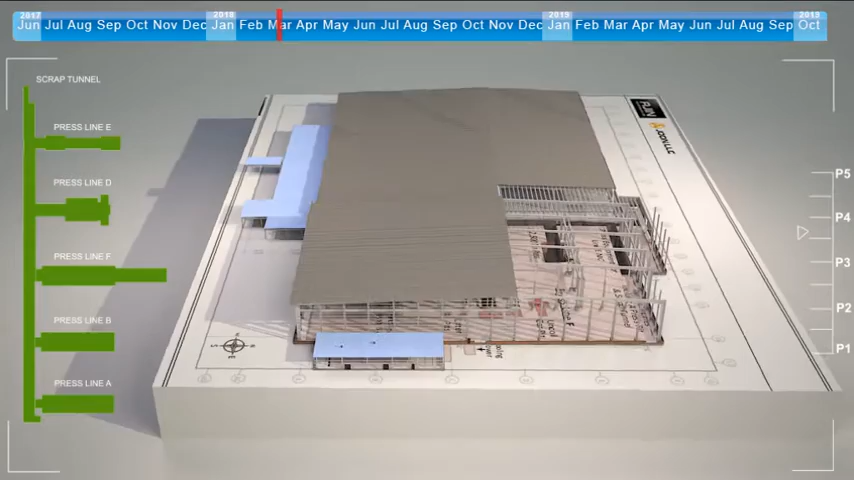 2017 2018 2019 2013
Jun Jul Aug Sep Oct Nov Dec Jan Feb Mar Apr May Jun Jul Aug Sep Oct Nov Dec Jan Feb Mar Apr May Jun Jul Aug Sep Oct
SCRAP TUNNEL
PRESS LINE E
PRESS LINE D
PRESS LINE F
PRESS LINE B
PRESS LINE A
P5
P4
P3
P2
P1